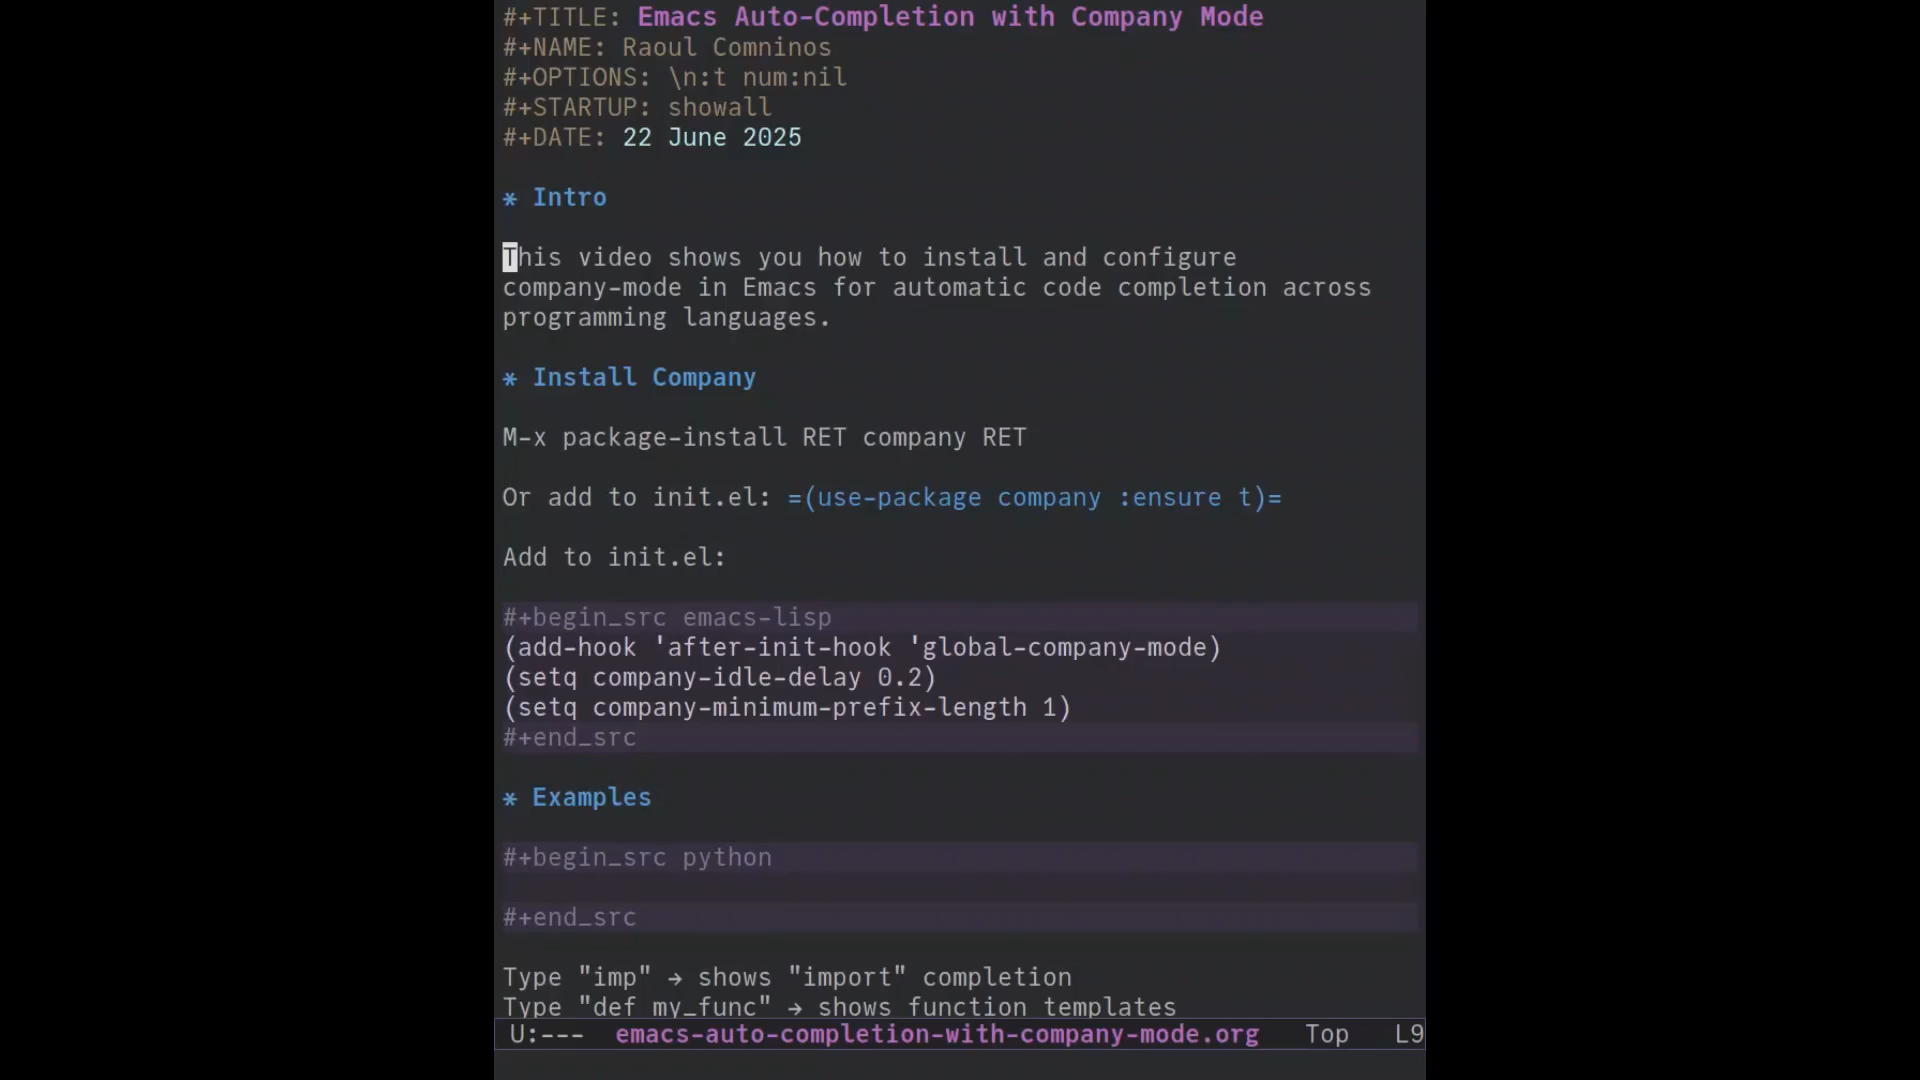 #+TITLE: Emacs Auto-Completion with Company Mode
#+NAME: Raoul Comninos
#+OPTIONS: \n:t num:nil
#+STARTUP: showall
#+DATE: 22 June 2025
* Intro
This video shows you how to install and configure
company-mode in Emacs for automatic code completion across
programming languages.
* Install Company
M-x package-install RET company RET
Or add to init.el: =(use-package company :ensure t)=
Add to init.el:
#+begin_src emacs-lisp
(add-hook 'after-init-hook 'global-company-mode)
(setq company-idle-delay 0.2)
(setq company-minimum-prefix-length 1)
#+end_src
* Examples
#+begin_src python
#+end_src
Type "imp" → shows "import" completion
Type "def my_func" → shows function templates
U:--- emacs-auto-completion-with-company-mode.org Top L9